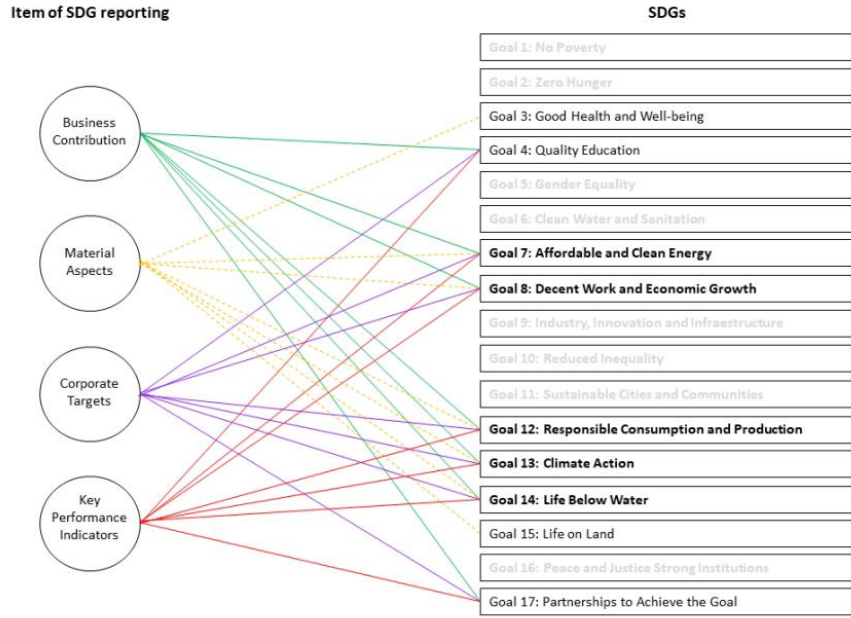 Item of SDG reporting
SDGs
Business
Contribution
Material
Aspects
Corporate
Targets
Key
Performance
Indicators
Goal 1: No Poverty
Goal 2: Zero Hunger
Goal 3: Good Health and Well-being
Goal 4: Quality Education
Goal 5: Gender Equality
Goal 6: Clean Water and Sanitation
Goal 7: Affordable and Clean Energy
Goal 8: Decent Work and Economic Growth
Goal 9: Industry, Innovation and Infraestructure
Goal 10: Reduced Inequality
Goal 11: Sustainable Cities and Communities
Goal 12: Responsible Consumption and Production
Goal 13: Climate Action
Goal 14: Life Below Water
Goal 15: Life on Land
Goal 16: Peace and Justice Strong Institutions
Goal 17: Partnerships to Achieve the Goal